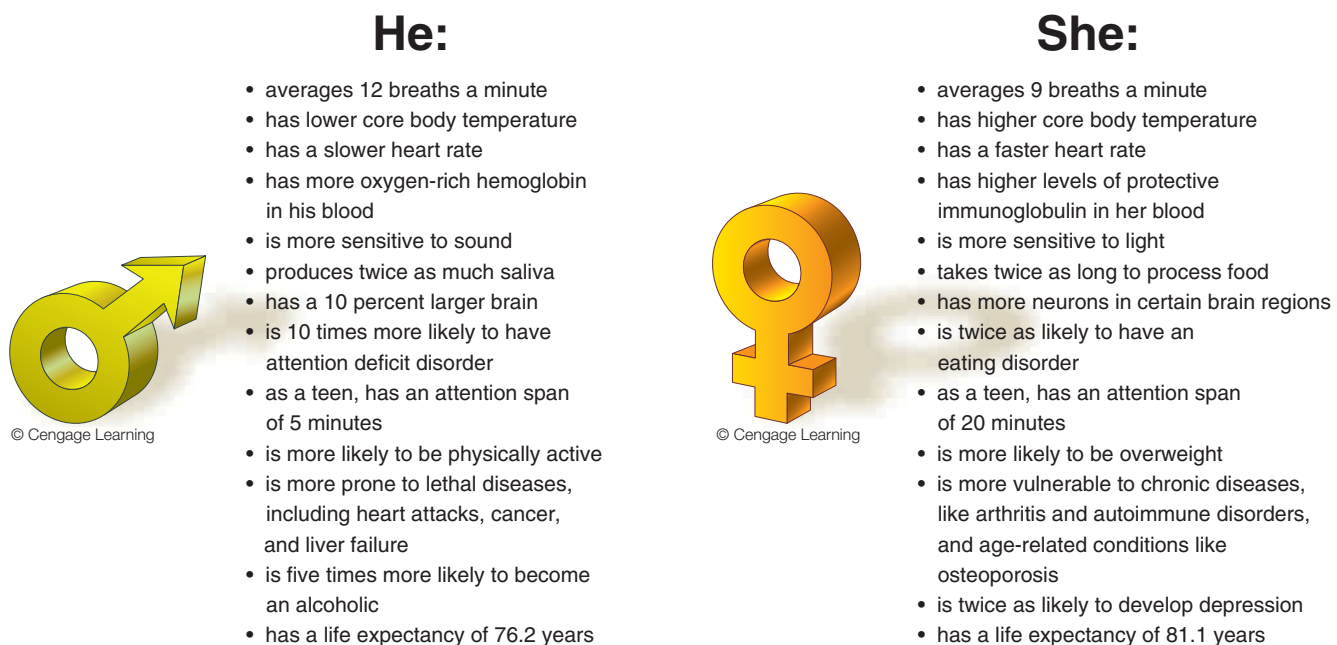 He:
• averages 12 breaths a minute
• has lower core body temperature
• has a slower heart rate
• has more oxygen-rich hemoglobin
in his blood
• is more sensitive to sound
• produces twice as much saliva
• has a 10 percent larger brain
• is 10 times more likely to have
attention deficit disorder
• as a teen, has an attention span
of 5 minutes
• is more likely to be physically active
• is more prone to lethal diseases,
including heart attacks, cancer,
and liver failure
• is five times more likely to become
an alcoholic
• has a life expectancy of 76.2 years
© Cengage Learning
She:
• averages 9 breaths a minute
• has higher core body temperature
• has a faster heart rate
• has higher levels of protective
immunoglobulin in her blood
• is more sensitive to light
• takes twice as long to process food
• has more neurons in certain brain regions
• is twice as likely to have an
eating disorder
• as a teen, has an attention span
of 20 minutes
• is more likely to be overweight
• is more vulnerable to chronic diseases,
like arthritis and autoimmune disorders,
and age-related conditions like
osteoporosis
• is twice as likely to develop depression
• has a life expectancy of 81.1 years
© Cengage Learning